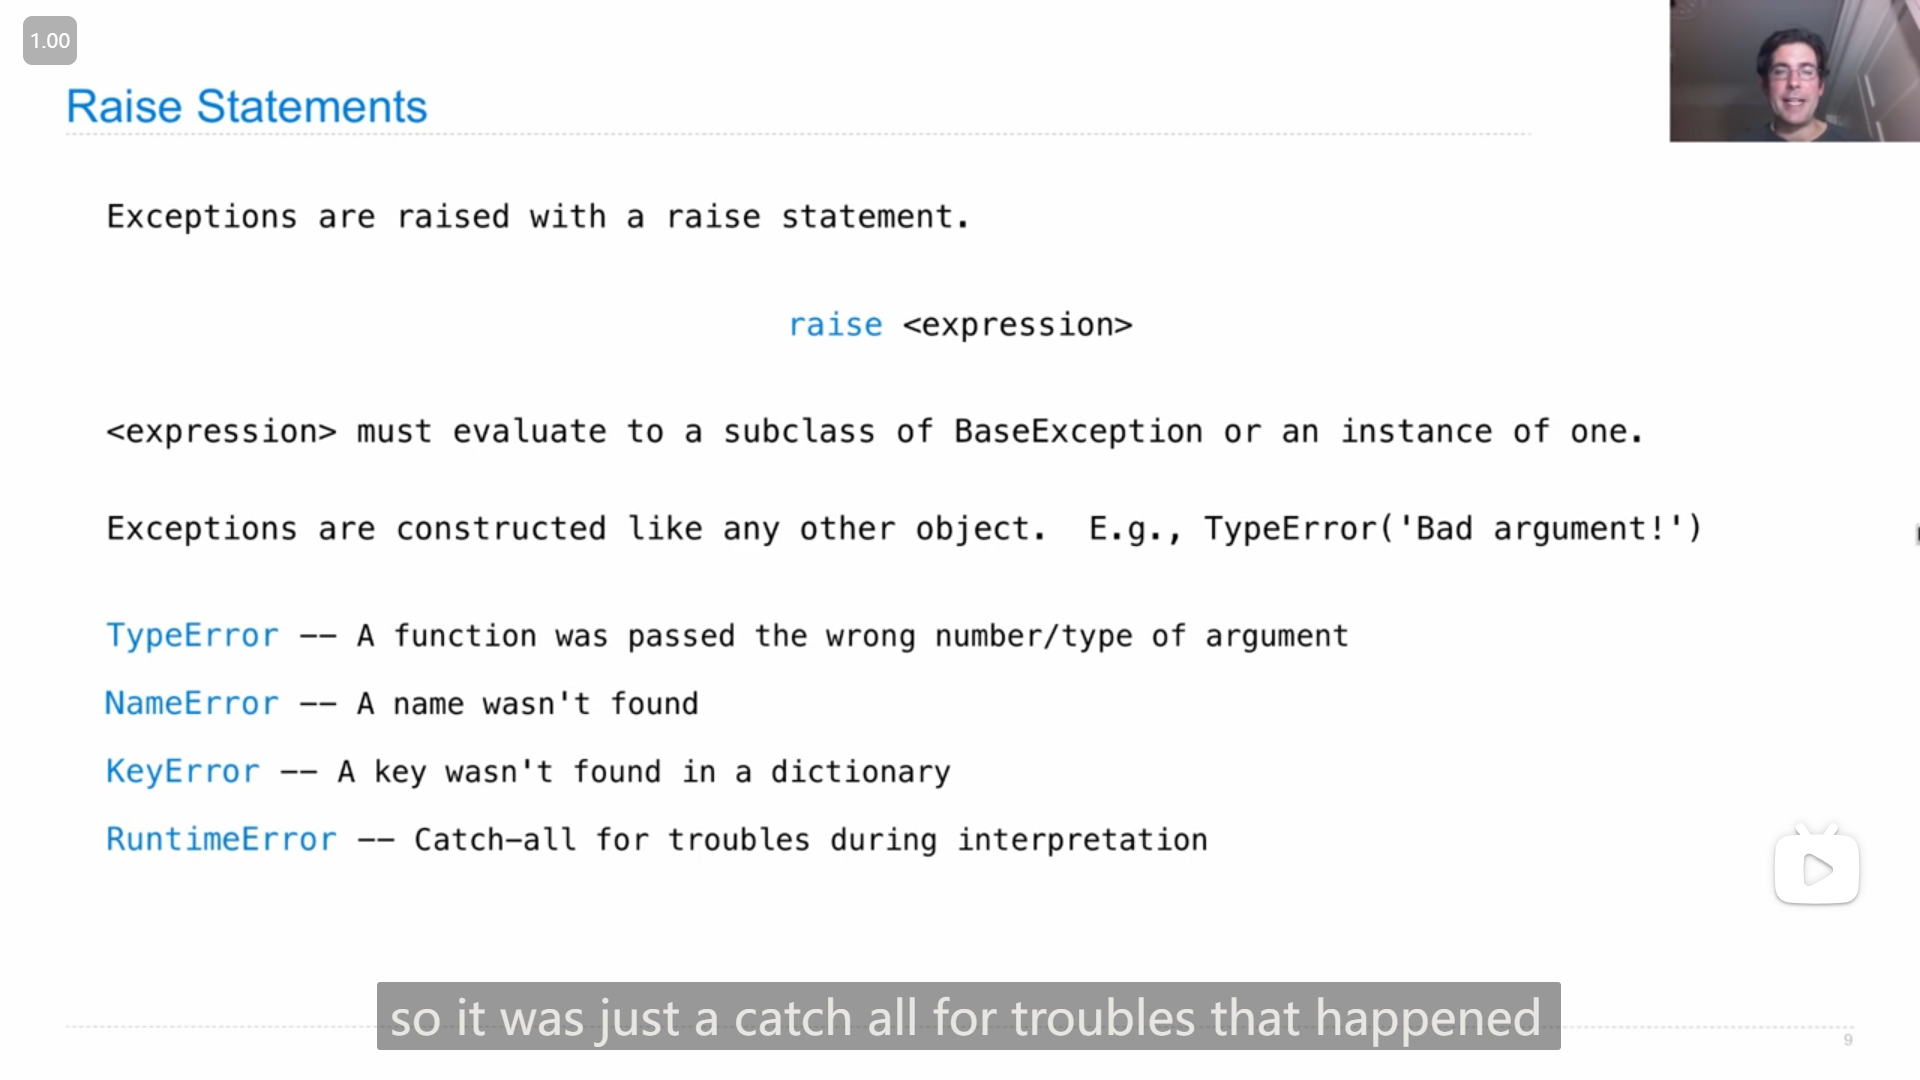 1.00
Raise Statements
Exceptions are raised with a raise statement.
raise <expression>
<expression> must evaluate to a subclass of BaseException or an instance of one.
Exceptions are constructed like any other object.  E.g., TypeError('Bad argument!')
TypeError -- A function was passed the wrong number/type of argument
NameError -- A name wasn't found
KeyError -- A key wasn't found in a dictionary
RuntimeError -- Catch-all for troubles during interpretation
so it was just a catch all for troubles that happened
9